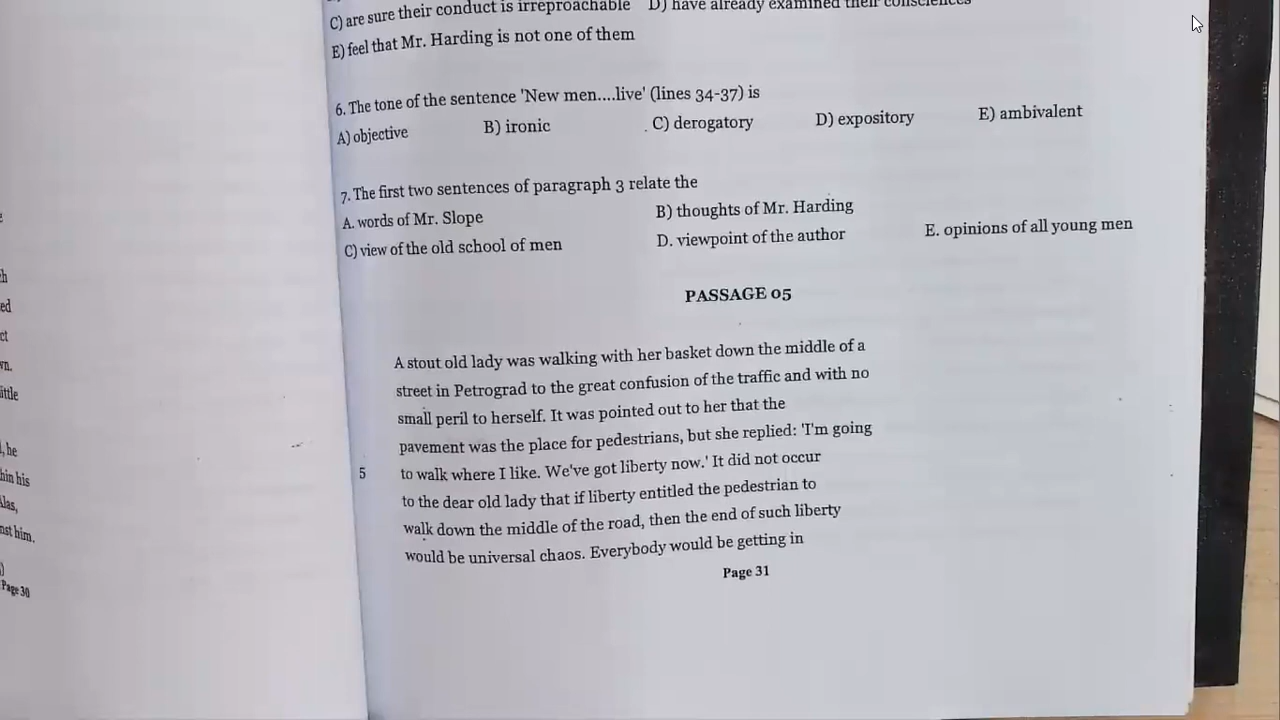 C) are sure their conduct is irreproachable D) have already examined their consciences
E) feel that Mr. Harding is not one of them
6. The tone of the sentence 'New men....live' (lines 34-37) is
A) objective B) ironic C) derogatory D) expository E) ambivalent
7. The first two sentences of paragraph 3 relate the
A. words of Mr. Slope B) thoughts of Mr. Harding
C) view of the old school of men D. viewpoint of the author E. opinions of all young men
PASSAGE 05
A stout old lady was walking with her basket down the middle of a
street in Petrograd to the great confusion of the traffic and with no
small peril to herself. It was pointed out to her that the
pavement was the place for pedestrians, but she replied: 'I'm going
5 to walk where I like. We've got liberty now.' It did not occur
to the dear old lady that if liberty entitled the pedestrian to
walk down the middle of the road, then the end of such liberty
would be universal chaos. Everybody would be getting in
Page 31
he
Page 30